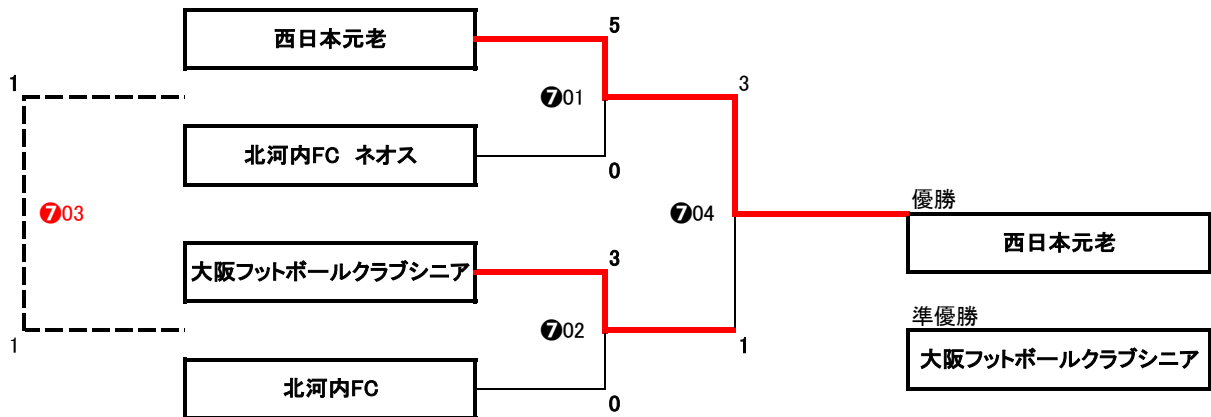 西日本元老
5
1
❼01
3
北河内FC ネオス
0
❼03
❼04
優勝
西日本元老
大阪フットボールクラブシニア
3
❼02
準優勝
1
1
大阪フットボールクラブシニア
北河内FC
0